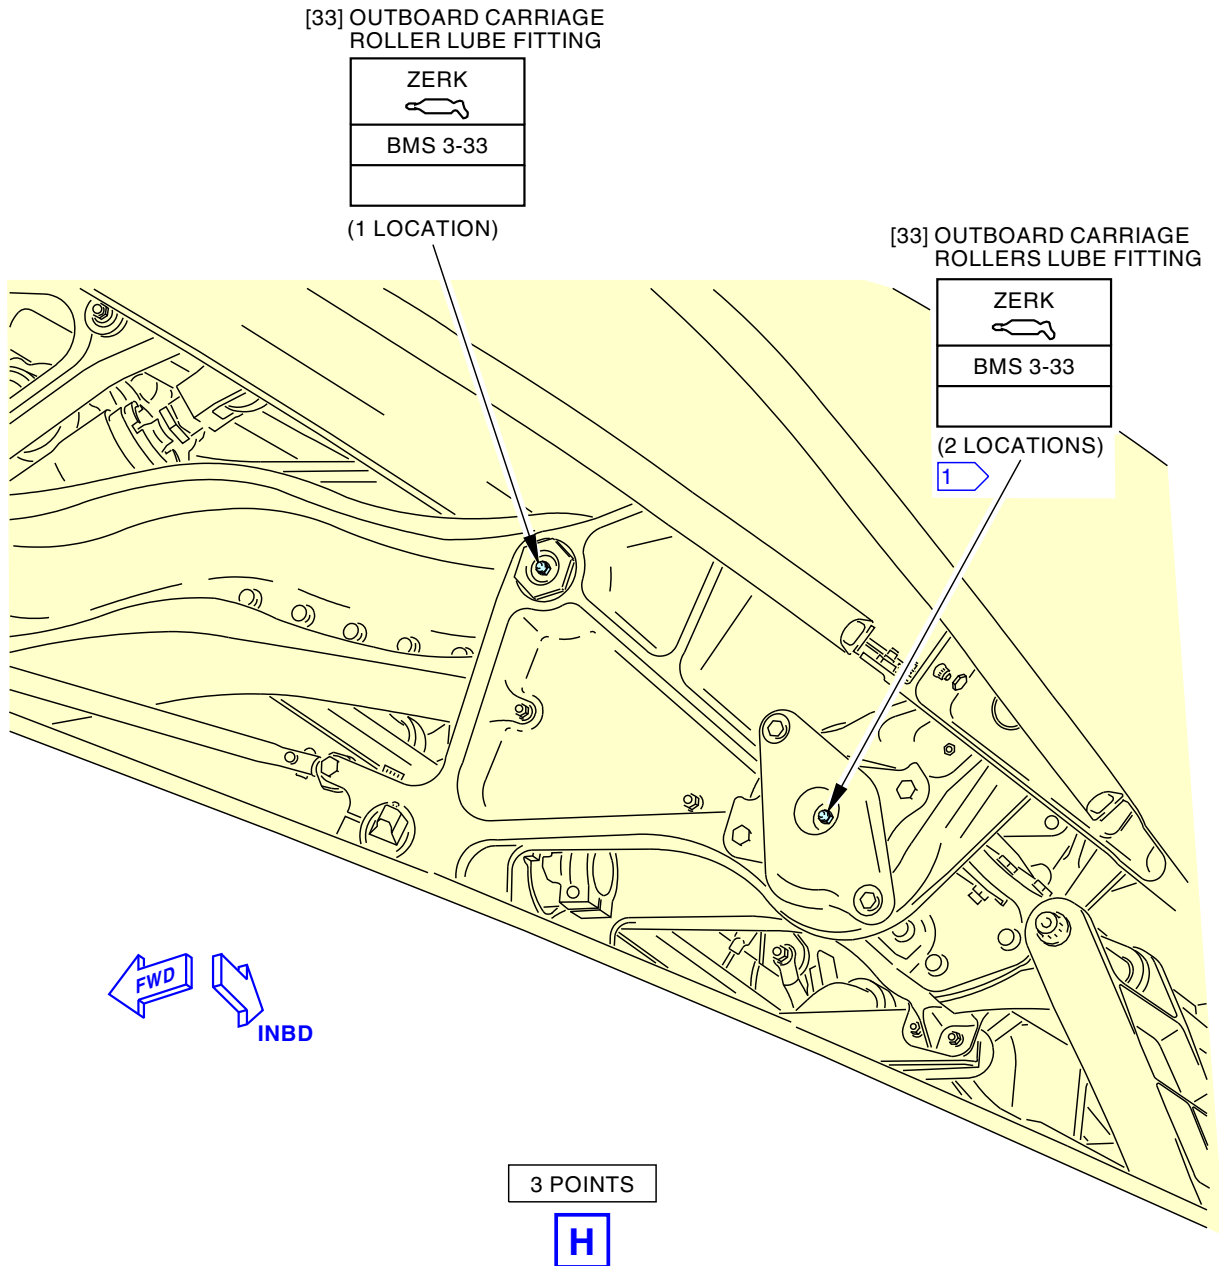 [33] OUTBOARD CARRIAGE
ROLLER LUBE FITTING
ZERK
BMS 3-33
(1 LOCATION)
[33] OUTBOARD CARRIAGE
ROLLERS LUBE FITTING
ZERK
BMS 3-33
(2 LOCATIONS)
1
FWD
INBD
3 POINTS
H